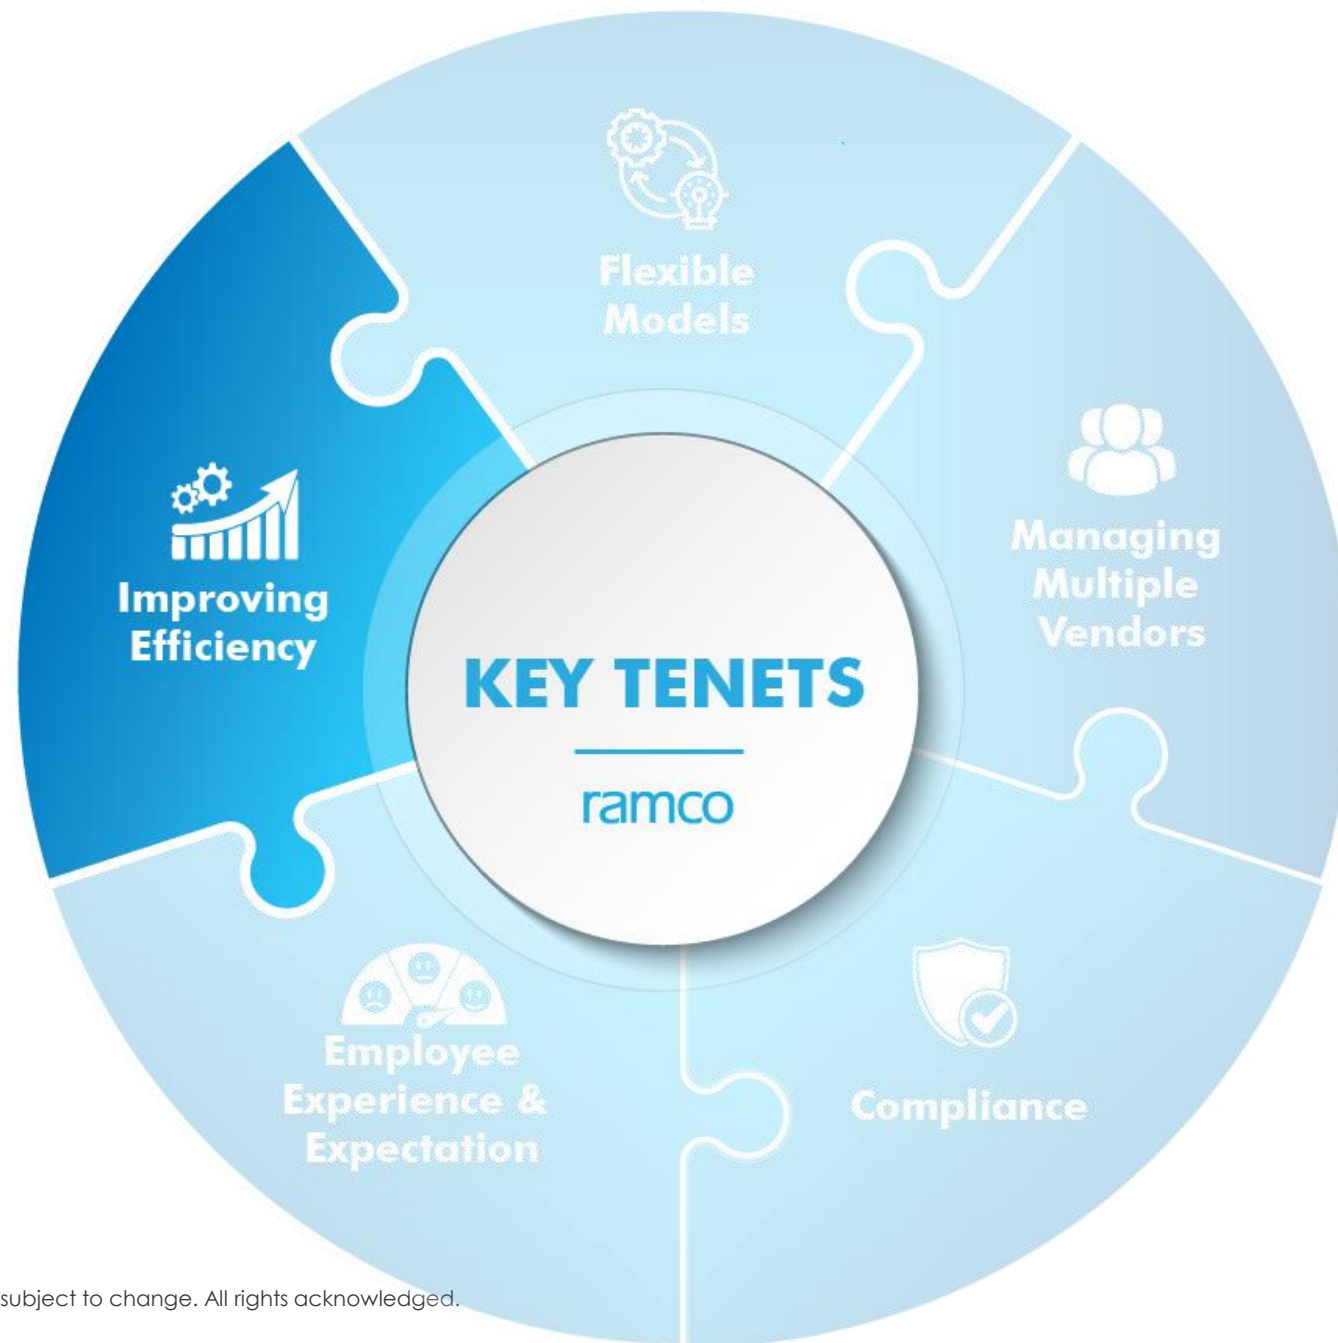 Flexible
Models
Managing
Multiple
Vendors
Improving
Efficiency
KEY TENETS
ramco
Employee
Experience &
Expectation
Compliance
subject to change. All rights acknowledged.